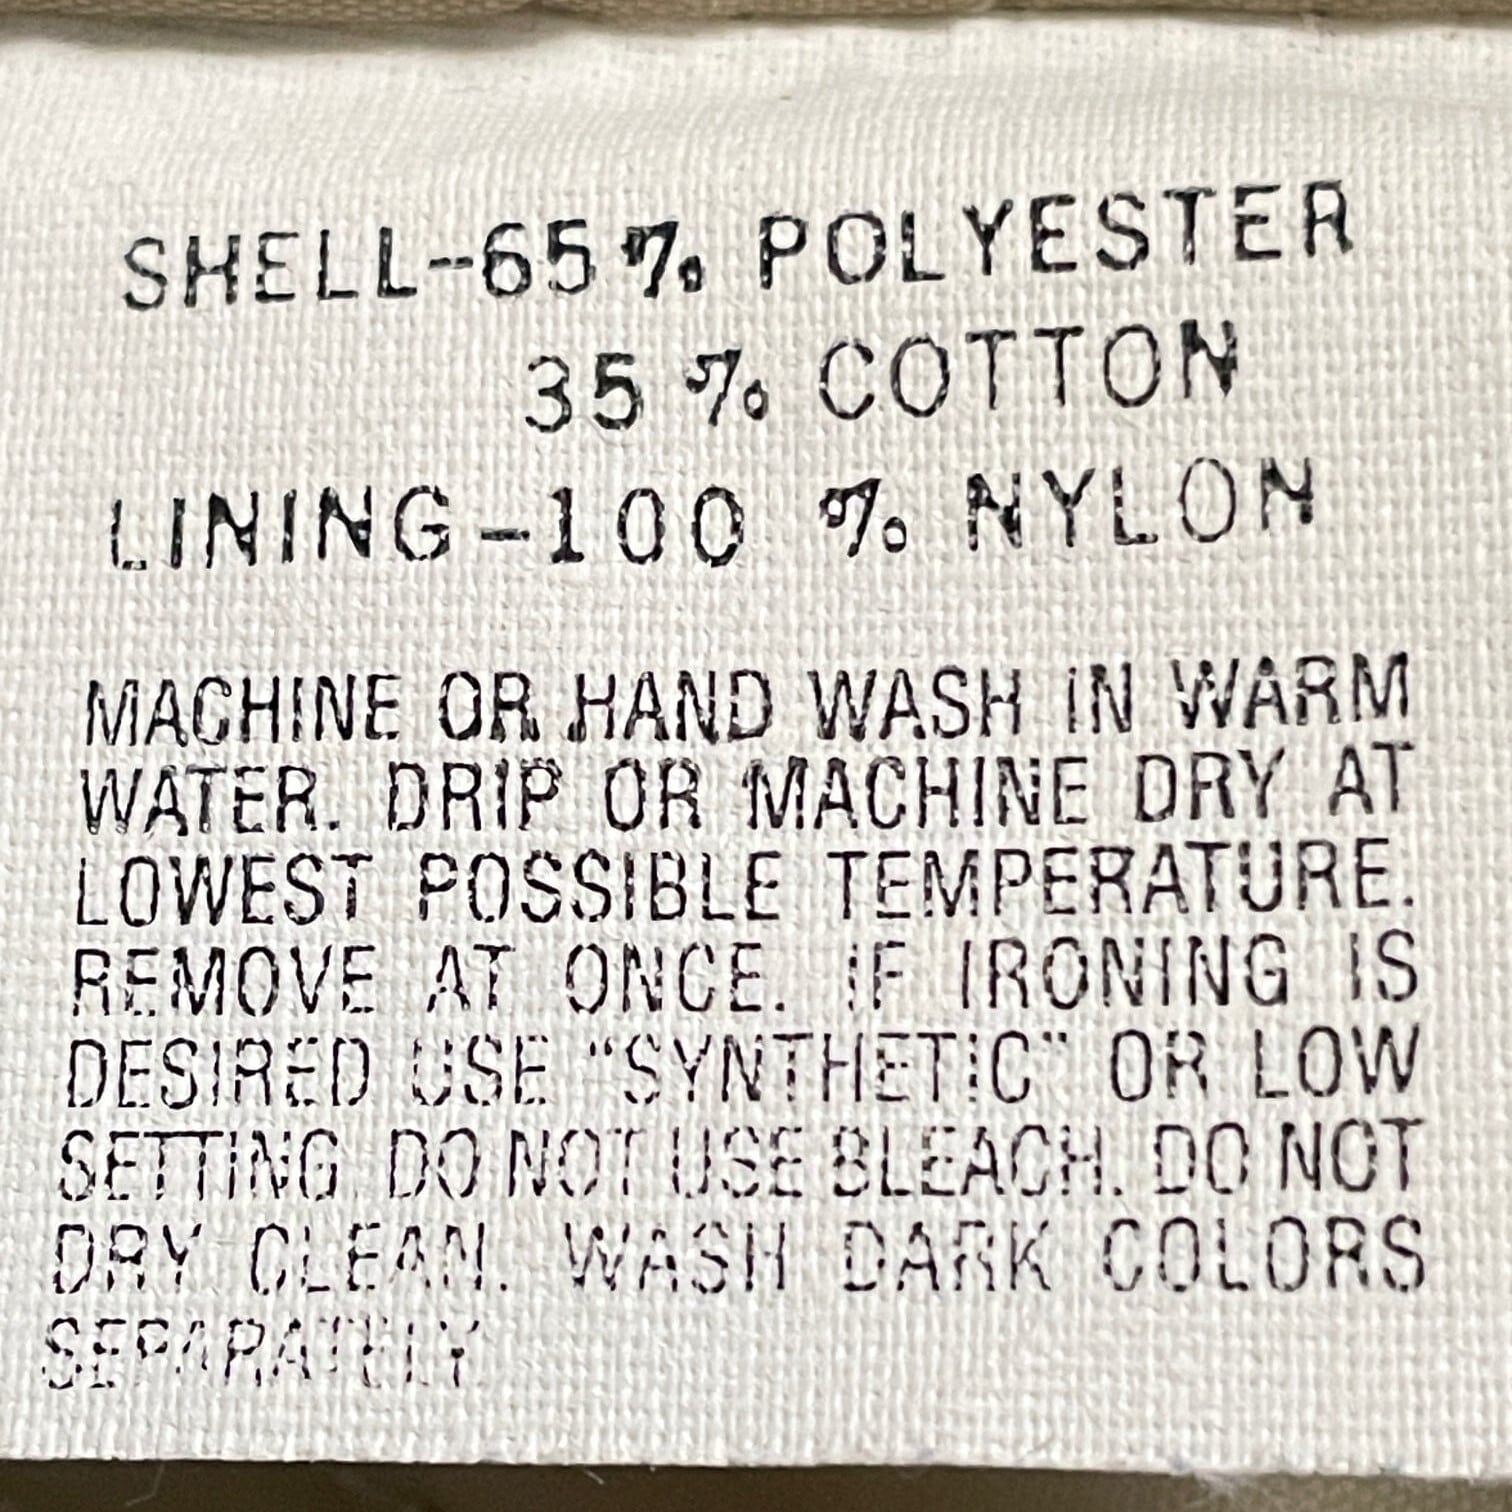 SHELL-65% POLYESTER
35% COTTON
LINING-100 % NYLON
MACHINE OR HAND WASH IN WARM
WATER. DRIP OR MACHINE DRY AT
LOWEST POSSIBLE TEMPERATURE.
REMOVE AT ONCE. IF IRONING IS
DESIRED USE "SYNTHETIC" OR LOW
SETTING. DO NOT USE BLEACH. DO NOT
DRY CLEAN. WASH DARK COLORS
SEPARATELY